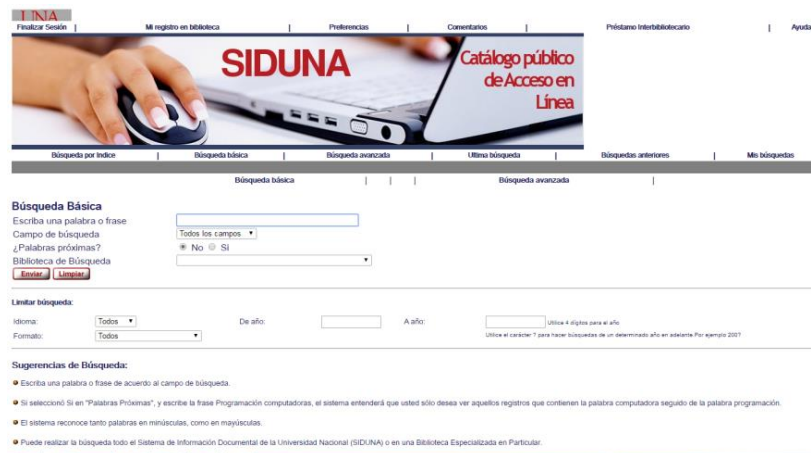 UNA
Finalizar Sesión | Mi registro en biblioteca | Preferencias | Comentarios | Préstamo Interbibliotecario | Ayuda
SIDUNA
Catálogo público
de Acceso en
Línea
Búsqueda por Indice | Búsqueda básica | Búsqueda avanzada | Ultima búsqueda | Búsquedas anteriores | Mis búsquedas
Búsqueda básica | | | Búsqueda avanzada |
Búsqueda Básica
Escriba una palabra o frase
Campo de búsqueda Todos los campos
¿Palabras próximas? No Si
Biblioteca de Búsqueda
Enviar Limpiar
Limitar búsqueda:
Idioma: Todos De año: A año: Utilice 4 dígitos para el año
Formato: Todos Utilice el carácter ? para hacer búsquedas de un determinado año en adelante Por ejemplo 200?
Sugerencias de Búsqueda:
Escriba una palabra o frase de acuerdo al campo de búsqueda.
Si seleccionó Si en "Palabras Próximas", y escribe la frase Programación computadoras, el sistema entenderá que usted sólo desea ver aquellos registros que contienen la palabra computadora seguido de la palabra programación.
El sistema reconoce tanto palabras en minúsculas, como en mayúsculas.
Puede realizar la búsqueda todo el Sistema de Información Documental de la Universidad Nacional (SIDUNA) o en una Biblioteca Especializada en Particular.